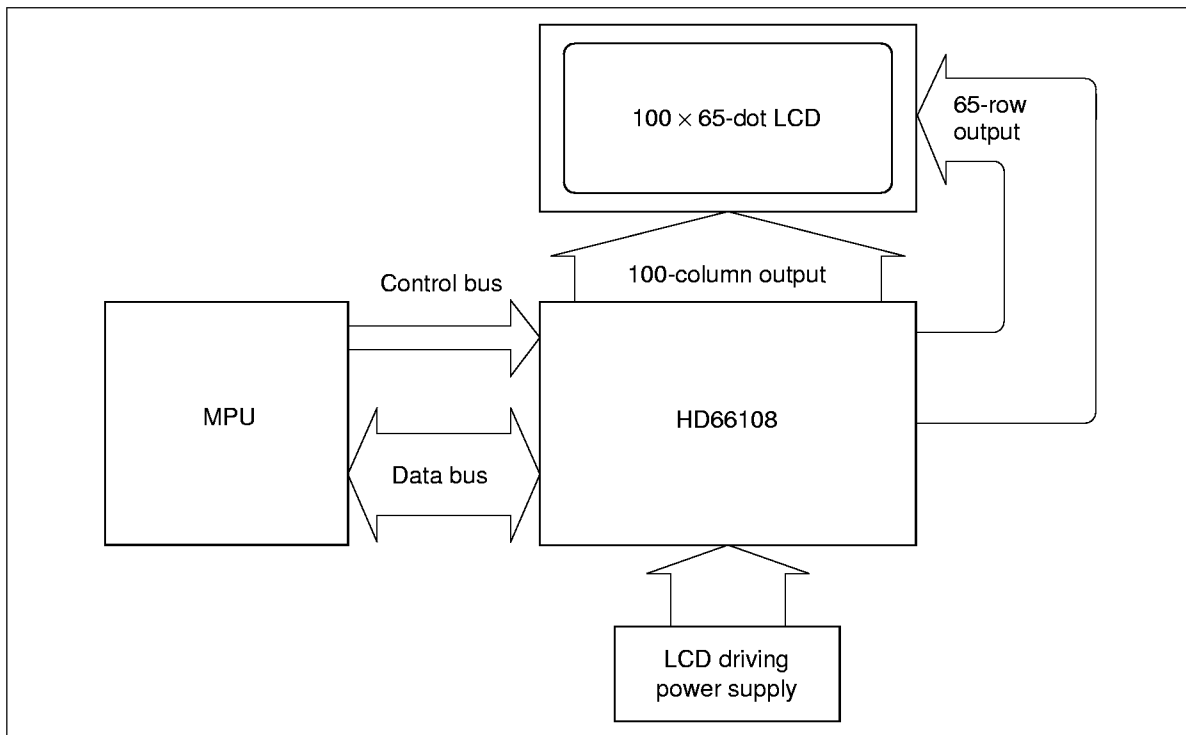 100 × 65-dot LCD
65-row
output
100-column output
Control bus
MPU
HD66108
Data bus
LCD driving
power supply